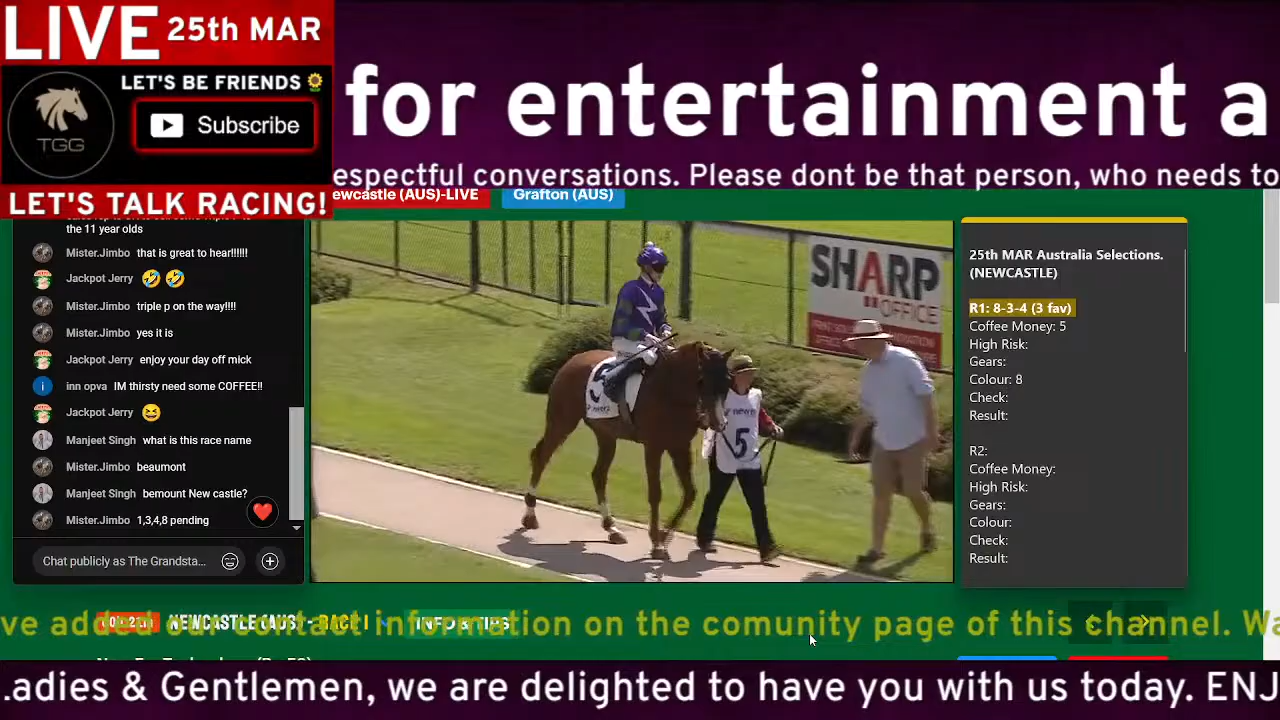 LIVE 25th MAR
LET'S BE FRIENDS
Subscribe
TGG
LET'S TALK RACING!
for entertainment a
espectful conversations. Please dont be that person, who needs to
ewcastle (AUS)-LIVE
Grafton (AUS)
the 11 year olds
Mister.Jimbo that is great to hear!!!!!!
Jackpot Jerry 🤣 🤣
Mister.Jimbo triple p on the way!!!!
Mister.Jimbo yes it is
Jackpot Jerry enjoy your day off mick
i inn opva IM thirsty need some COFFEE!!
Jackpot Jerry 😆
Manjeet Singh what is this race name
Mister.Jimbo beaumont
Manjeet Singh bemount New castle?
Mister.Jimbo 1,3,4,8 pending
Chat publicly as The Grandsta...
SHARP
OFFICE
newm
5
25th MAR Australia Selections.
(NEWCASTLE)
R1: 8-3-4 (3 fav)
Coffee Money: 5
High Risk:
Gears:
Colour: 8
Check:
Result:
R2:
Coffee Money:
High Risk:
Gears:
Colour:
Check:
Result:
NEWCASTLE (AUS) - RACE 1
INFO & TIPS
ve added our contact information on the comunity page of this channel. Wa
.adies & Gentlemen, we are delighted to have you with us today. ENJ